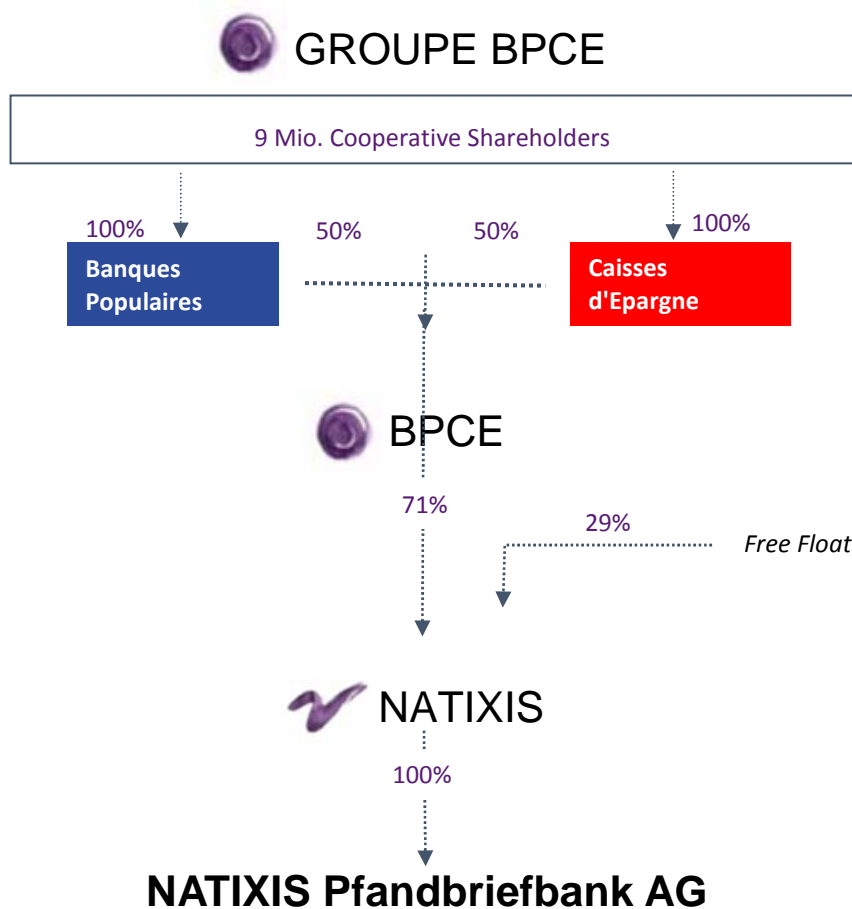 GROUPE BPCE
9 Mio. Cooperative Shareholders
100% 50% 50% 100%
Banques
Populaires
Caisses
d'Epargne
BPCE
71%
29%
Free Float
NATIXIS
100%
NATIXIS Pfandbriefbank AG